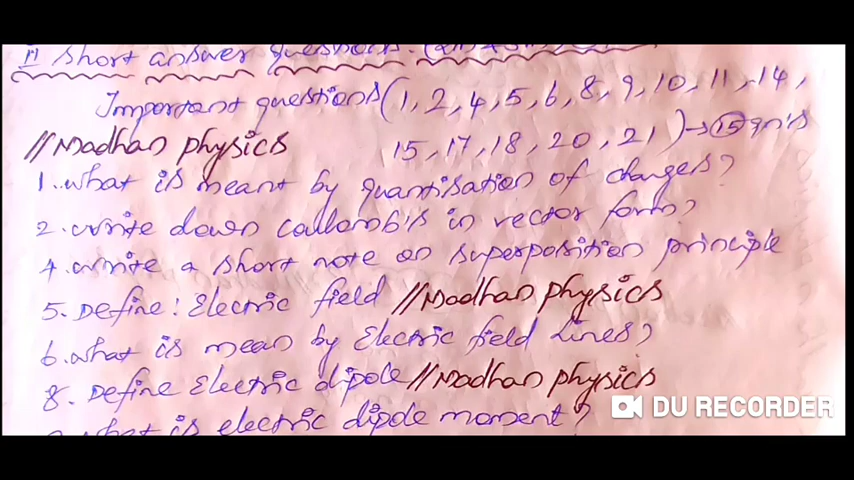 II Short answer questions.
Important questions (1, 2, 4, 5, 6, 8, 9, 10, 11, 14,
15, 17, 18, 20, 21) → 15 qn's
//Madhan physics
1. what is meant by quantisation of charges?
2. write down coulomb's in vector form?
4. write a short note on superposition principle
5. Define: Electric field //Madhan physics
6. what is mean by Electric field lines?
8. Define Electric dipole //Madhan physics
what is electric dipole moment?
DU RECORDER